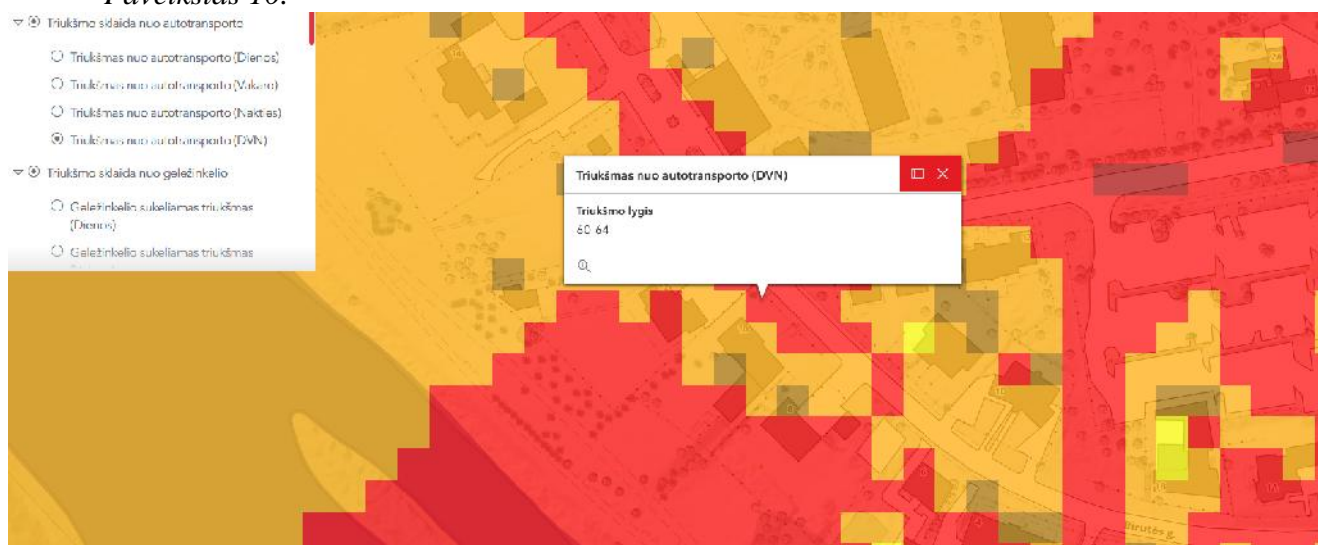 Paveikslas 10.
Triukšmo sklaida nuo autotransporto
Triukšmas nuo autotransporto (Dienos)
Triukšmas nuo autotransporto (Vakaro)
Triukšmas nuo autotransporto (Nakties)
Triukšmas nuo autotransporto (DVN)
Triukšmo sklaida nuo geležinkelio
Geležinkelio sukeliamas triukšmas
(Dienos)
Geležinkelio sukeliamas triukšmas
Triukšmas nuo autotransporto (DVN)
Triukšmo lygis
60-64
Birutės g.